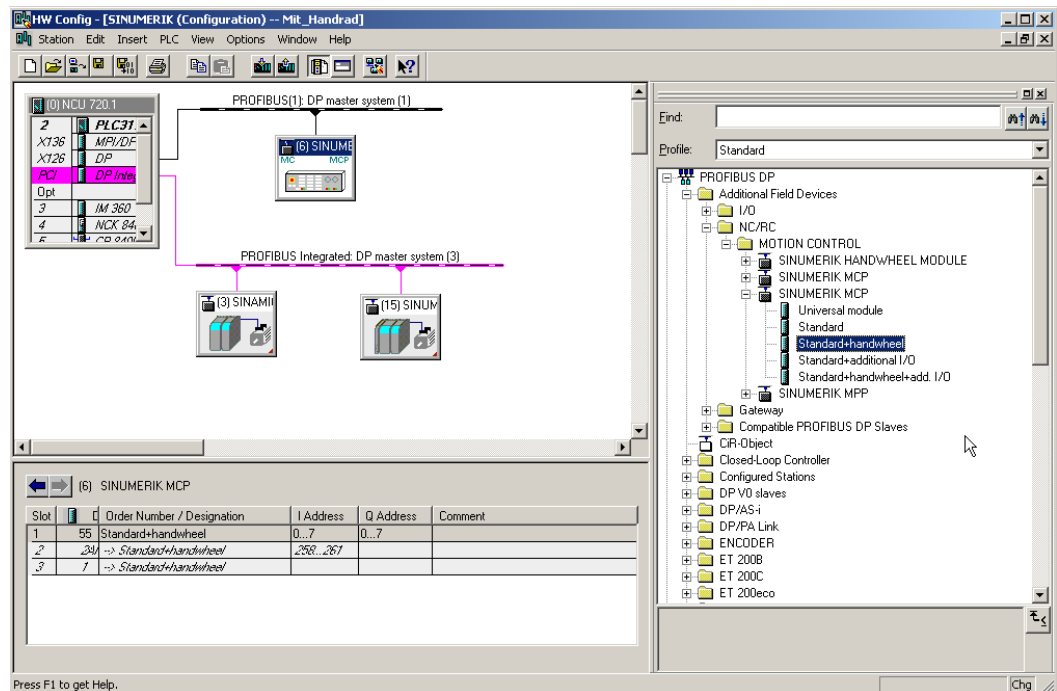 HW Config - [SINUMERIK (Configuration) -- Mit_Handrad]
Station Edit Insert PLC View Options Window Help
(0) NCU 720.1
2 PLC31
X136 MPI/DF
X126 DP
PCI DP Integ
Opt
3 IM 360
4 NCK 84
PROFIBUS(1): DP master system (1)
(6) SINUME
MC MCP
PROFIBUS Integrated: DP master system (3)
(3) SINAMI
(15) SINUM
(6) SINUMERIK MCP
Slot D Order Number / Designation I Address Q Address Comment
1 55 Standard+handwheel 0...7 0...7
2 2AV --> Standard+handwheel 258...261
3 1 --> Standard+handwheel
Find:
Profile: Standard
PROFIBUS DP
Additional Field Devices
I/O
NC/RC
MOTION CONTROL
SINUMERIK HANDWHEEL MODULE
SINUMERIK MCP
SINUMERIK MCP
Universal module
Standard
Standard+handwheel
Standard+additional I/O
Standard+handwheel+add. I/O
SINUMERIK MPP
Gateway
Compatible PROFIBUS DP Slaves
CiR-Object
Closed-Loop Controller
Configured Stations
DP V0 slaves
DP/AS-i
DP/PA Link
ENCODER
ET 200B
ET 200C
ET 200eco
Press F1 to get Help.
Chg